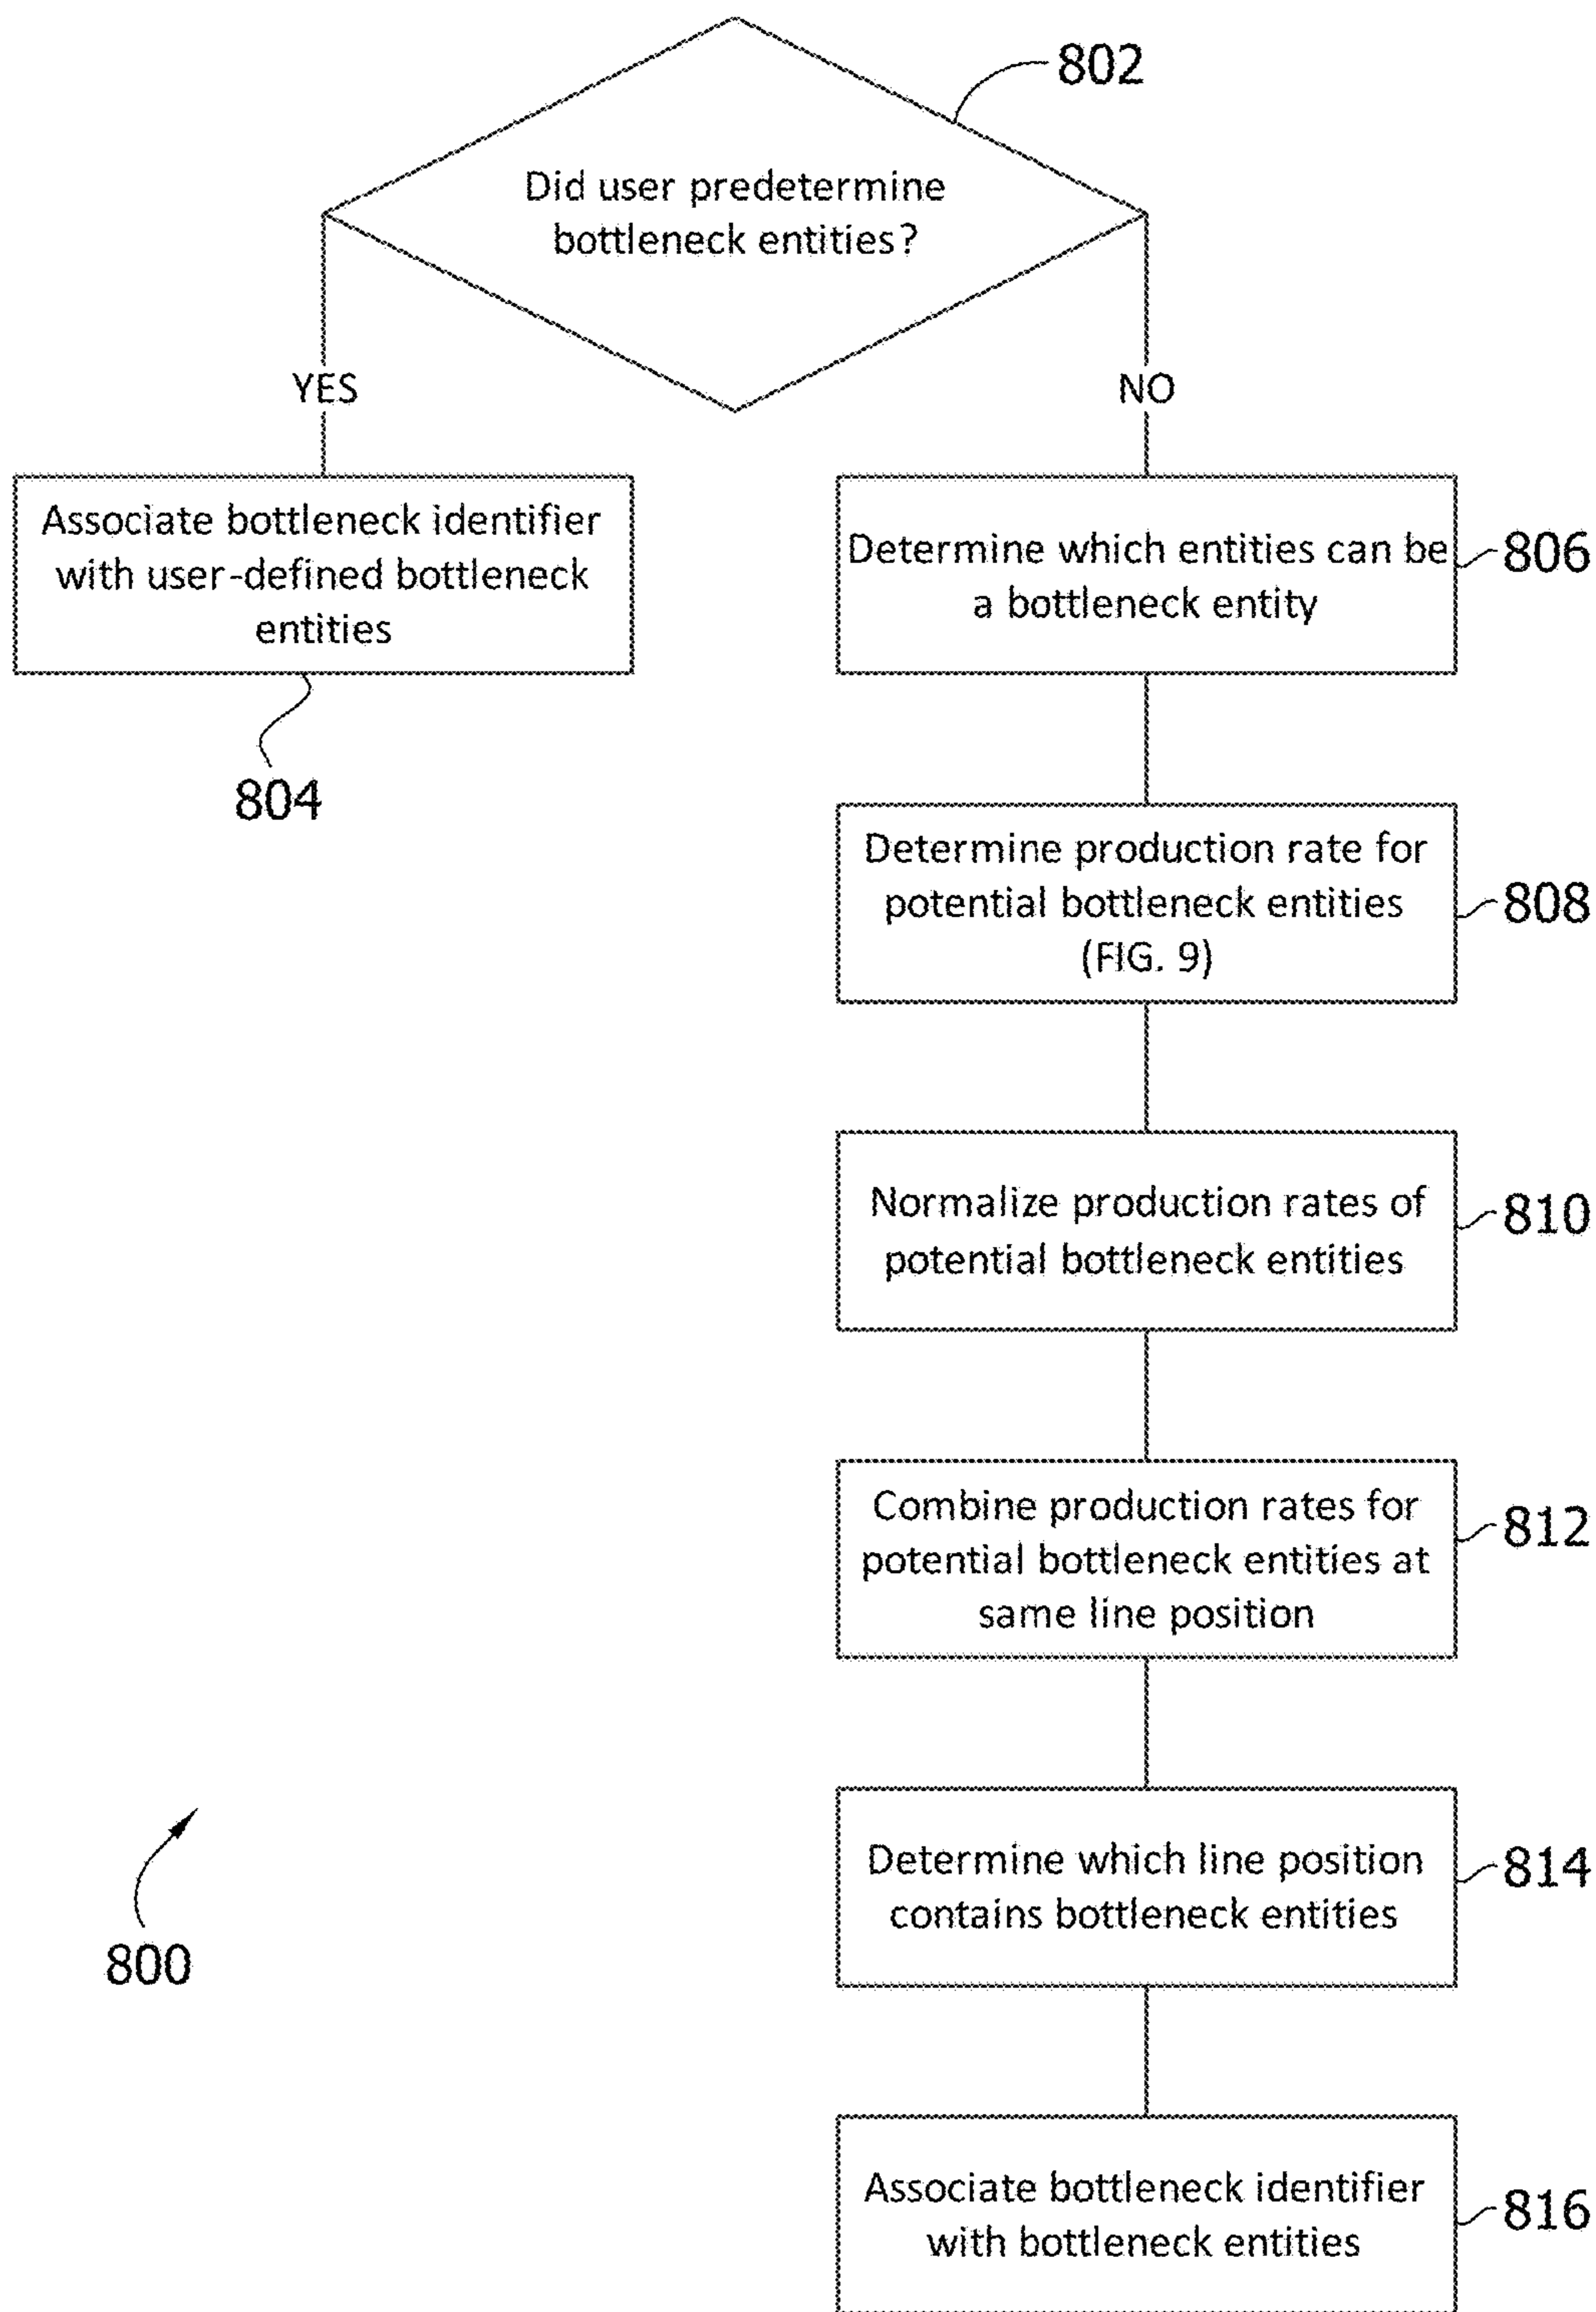 802
Did user predetermine
bottleneck entities?
YES
NO
Associate bottleneck identifier
with user-defined bottleneck
entities
804
Determine which entities can be
a bottleneck entity
806
Determine production rate for
potential bottleneck entities
(FIG. 9)
808
Normalize production rates of
potential bottleneck entities
810
Combine production rates for
potential bottleneck entities at
same line position
812
Determine which line position
contains bottleneck entities
814
800
Associate bottleneck identifier
with bottleneck entities
816